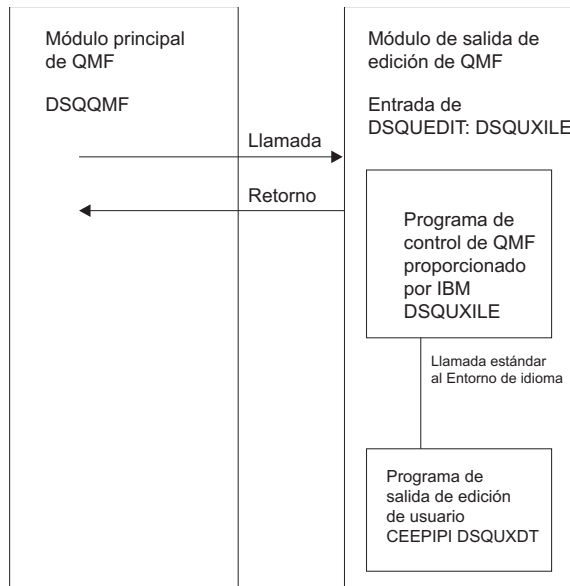 Módulo principal
de QMF
DSQQMF
Llamada
Retorno
Módulo de salida de
edición de QMF
Entrada de
DSQUEDIT: DSQUXILE
Programa de
control de QMF
proporcionado
por IBM
DSQUXILE
Llamada estándar
al Entorno de idioma
Programa de
salida de edición
de usuario
CEEPIPI DSQUXDT